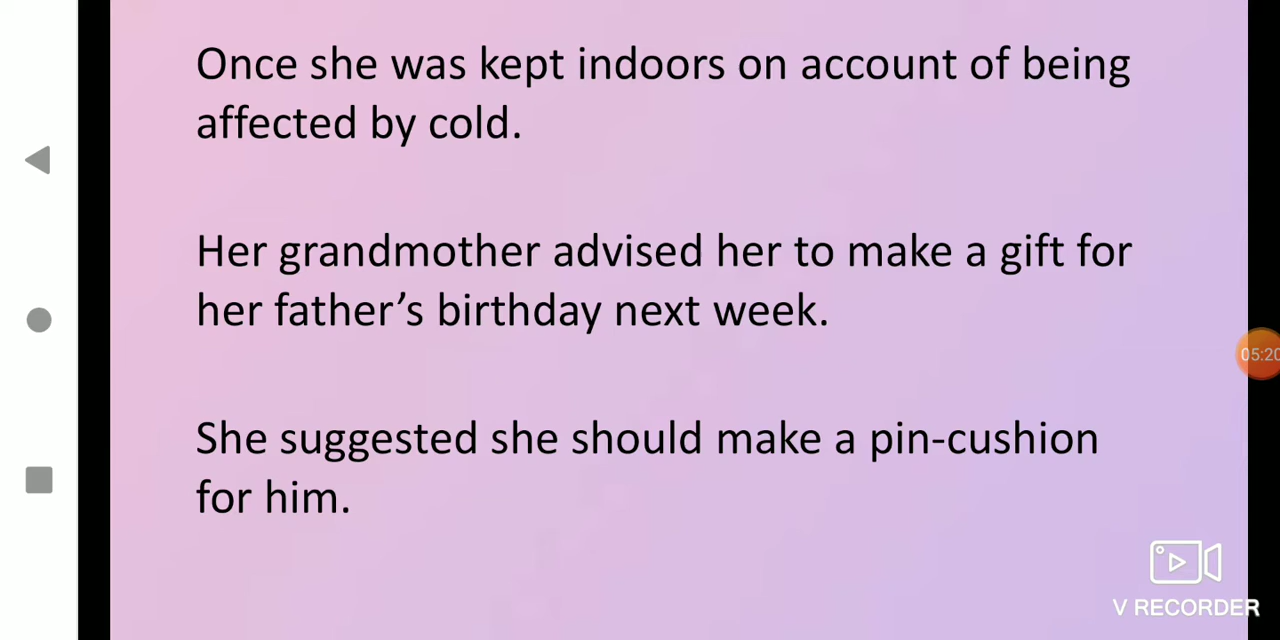 Once she was kept indoors on account of being
affected by cold.
Her grandmother advised her to make a gift for
her father’s birthday next week.
She suggested she should make a pin-cushion
for him.
05:20
V RECORDER